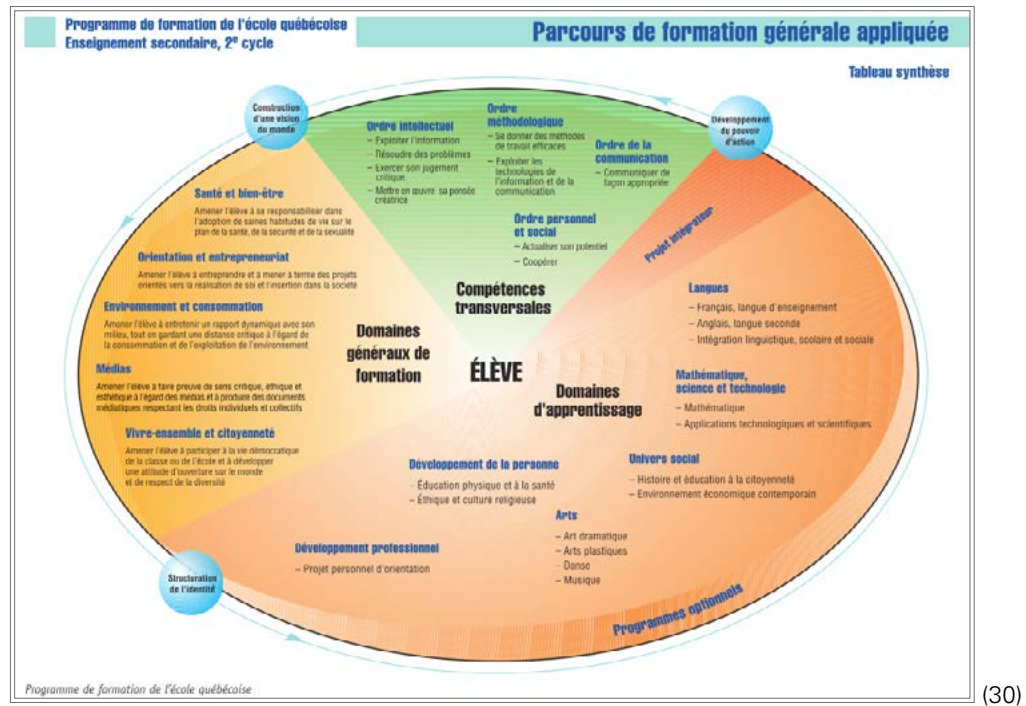 Programme de formation de l'école québécoise
Enseignement secondaire, 2e cycle
Parcours de formation générale appliquée
Tableau synthèse
Construction
d'une vision
du monde
Développement
du pouvoir
d'action
Ordre intellectuel
– Exploiter l'information
– Résoudre des problèmes
– Exercer son jugement
critique
– Mettre en œuvre sa pensée
créatrice
Ordre
méthodologique
– Se donner des méthodes
de travail efficaces
– Exploiter les
technologies de
l'information et de la
communication
Ordre de la
communication
– Communiquer de
façon appropriée
Ordre personnel
et social
– Actualiser son potentiel
– Coopérer
Compétences
transversales
Projet intégrateur
Santé et bien-être
Amener l'élève à se responsabiliser dans
l'adoption de saines habitudes de vie sur le
plan de la santé, de la sécurité et de la sexualité
Orientation et entrepreneuriat
Amener l'élève à entreprendre et à mener à terme des projets
orientés vers la réalisation de soi et l'insertion dans la société
Environnement et consommation
Amener l'élève à entretenir un rapport dynamique avec son
milieu, tout en gardant une distance critique à l'égard de
la consommation et de l'exploitation de l'environnement
Médias
Amener l'élève à faire preuve de sens critique, éthique et
esthétique à l'égard des médias et à produire des documents
médiatiques respectant les droits individuels et collectifs
Vivre-ensemble et citoyenneté
Amener l'élève à participer à la vie démocratique
de la classe ou de l'école et à développer
une attitude d'ouverture sur le monde
et de respect de la diversité
Domaines
généraux de
formation
ÉLÈVE
Domaines
d'apprentissage
Langues
– Français, langue d'enseignement
– Anglais, langue seconde
– Intégration linguistique, scolaire et sociale
Mathématique,
science et technologie
– Mathématique
– Applications technologiques et scientifiques
Univers social
– Histoire et éducation à la citoyenneté
– Environnement économique contemporain
Développement de la personne
– Éducation physique et à la santé
– Éthique et culture religieuse
Arts
– Art dramatique
– Arts plastiques
– Danse
– Musique
Développement professionnel
– Projet personnel d'orientation
Structuration
de l'identité
Programmes optionnels
Programme de formation de l'école québécoise
(30)